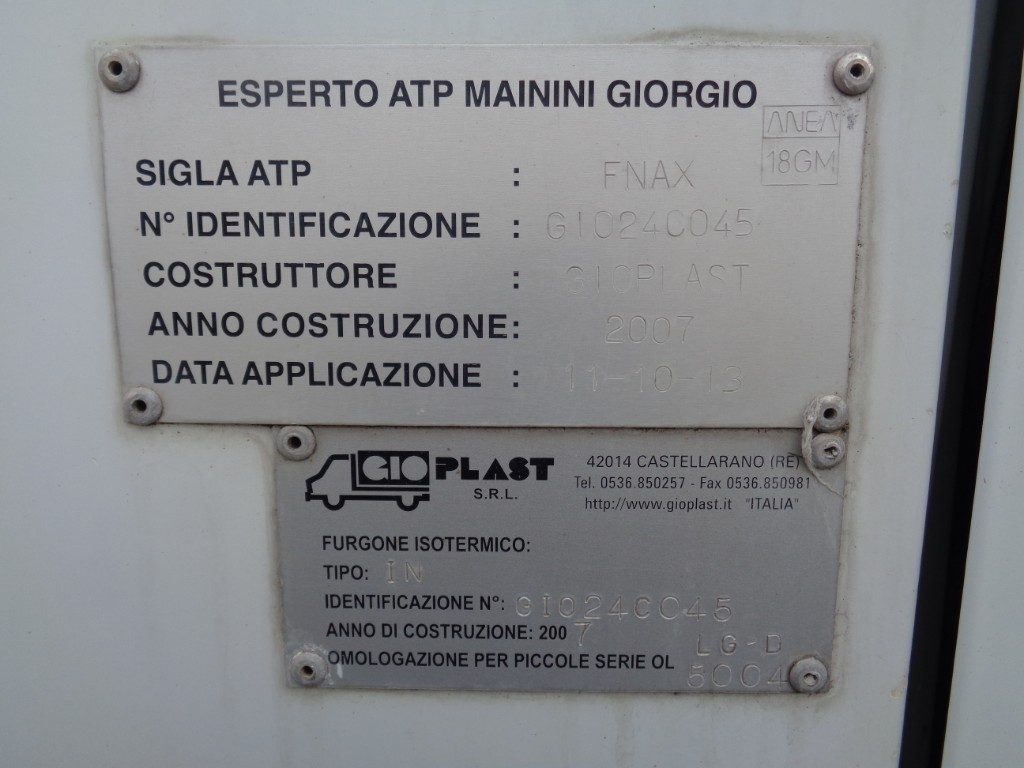 ESPERTO ATP MAININI GIORGIO
ANEA
18GM
SIGLA ATP : FNAX
N° IDENTIFICAZIONE : GI024C045
COSTRUTTORE : GIOPLAST
ANNO COSTRUZIONE: 2007
DATA APPLICAZIONE : 11-10-13
GIOPLAST
S.R.L.
42014 CASTELLARANO (RE)
Tel. 0536.850257 - Fax 0536.850981
http://www.gioplast.it "ITALIA"
FURGONE ISOTERMICO:
TIPO: IN
IDENTIFICAZIONE N°: GI024C045
ANNO DI COSTRUZIONE: 2007
LG-D
OMOLOGAZIONE PER PICCOLE SERIE OL 5004